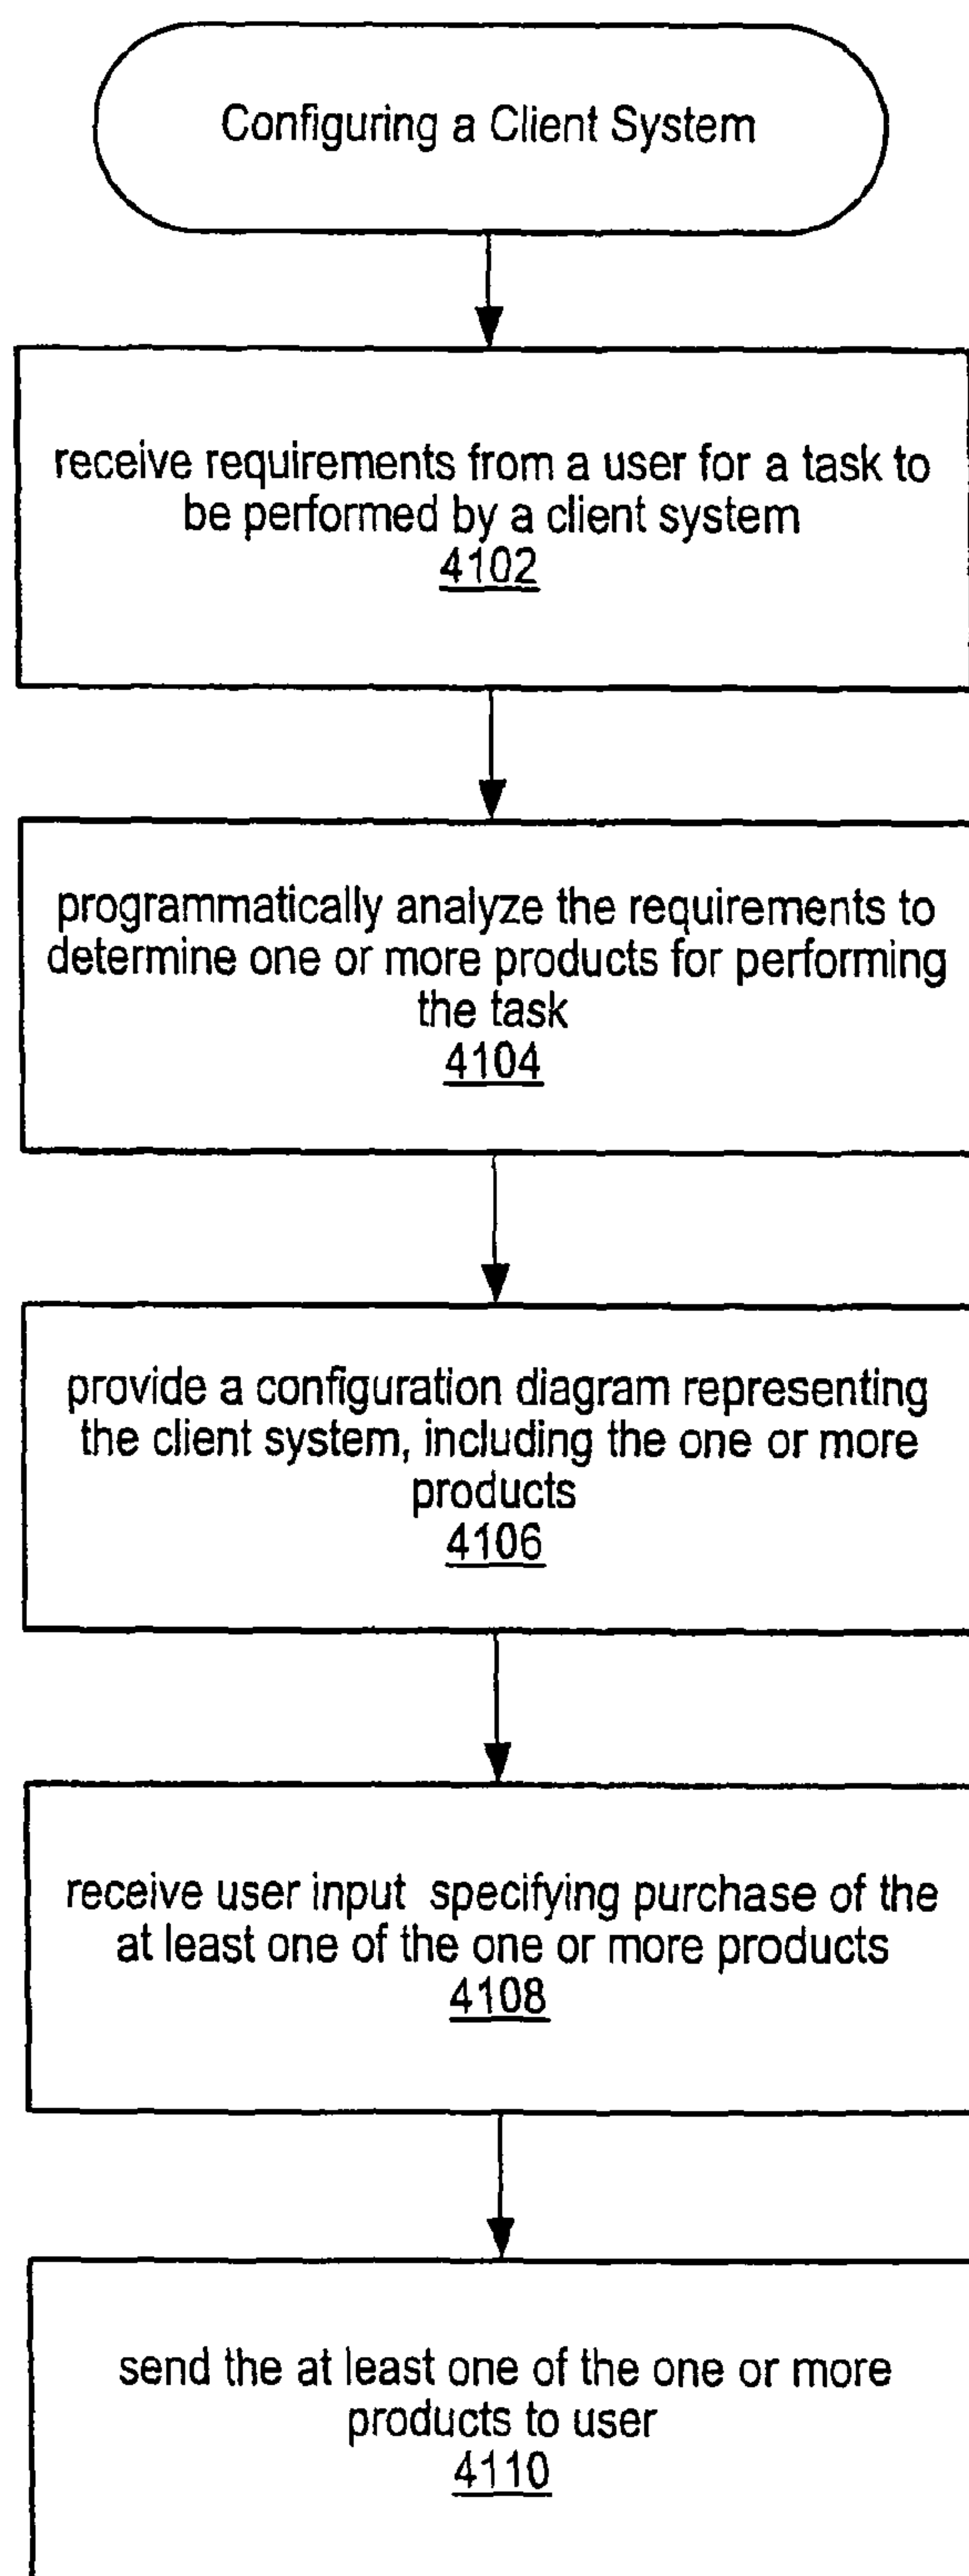 Configuring a Client System
receive requirements from a user for a task to
be performed by a client system
4102
programmatically analyze the requirements to
determine one or more products for performing
the task
4104
provide a configuration diagram representing
the client system, including the one or more
products
4106
receive user input specifying purchase of the
at least one of the one or more products
4108
send the at least one of the one or more
products to user
4110